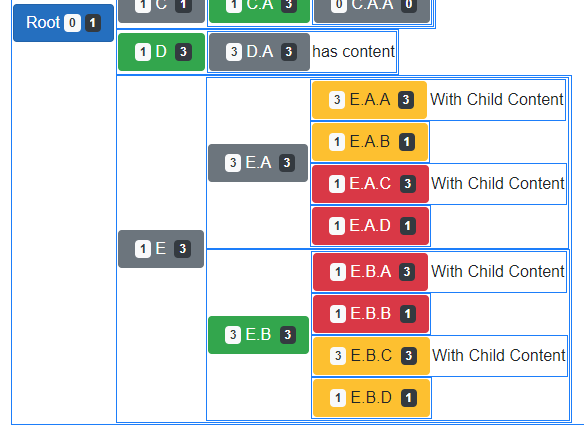 1 C 1
1 C.A 3
0 C.A.A 0
Root 0 1
1 D 3
3 D.A 3 has content
3 E.A.A 3 With Child Content
1 E.A.B 1
3 E.A 3
1 E.A.C 3 With Child Content
1 E.A.D 1
1 E 3
1 E.B.A 3 With Child Content
1 E.B.B 1
3 E.B 3
3 E.B.C 3 With Child Content
1 E.B.D 1